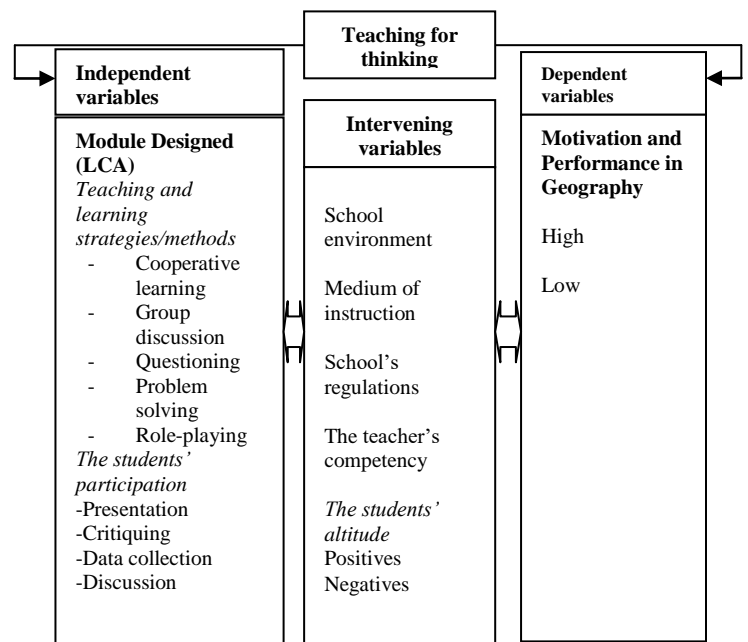 Teaching for
thinking
Independent
variables
Module Designed
(LCA)
Teaching and
learning
strategies/methods
- Cooperative
learning
- Group
discussion
- Questioning
- Problem
solving
- Role-playing
The students'
participation
-Presentation
-Critiquing
-Data collection
-Discussion
Intervening
variables
School
environment
Medium of
instruction
School's
regulations
The teacher's
competency
The students'
altitude
Positives
Negatives
Dependent
variables
Motivation and
Performance in
Geography
High
Low